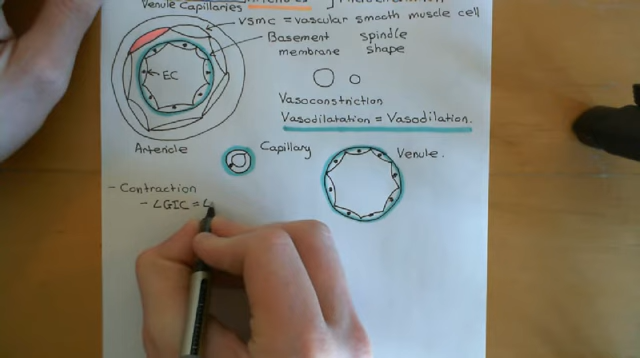 Venule Capillaries
VSMC = vascular smooth muscle cell
Basement spindle
membrane shape
EC
Vasoconstriction
Vasodilatation = Vasodilation.
Arteriole
Capillary
Venule.
- Contraction
- LGIC = L